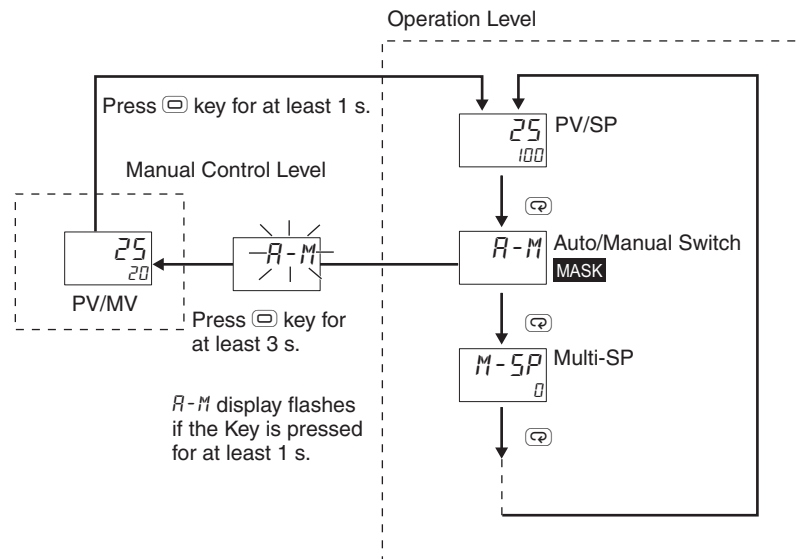 Operation Level
Press key for at least 1 s.
25
100
PV/SP
Manual Control Level
25
20
PV/MV
A-M
A-M
Auto/Manual Switch
MASK
Press key for
at least 3 s.
M-SP
0
Multi-SP
A-M display flashes
if the Key is pressed
for at least 1 s.